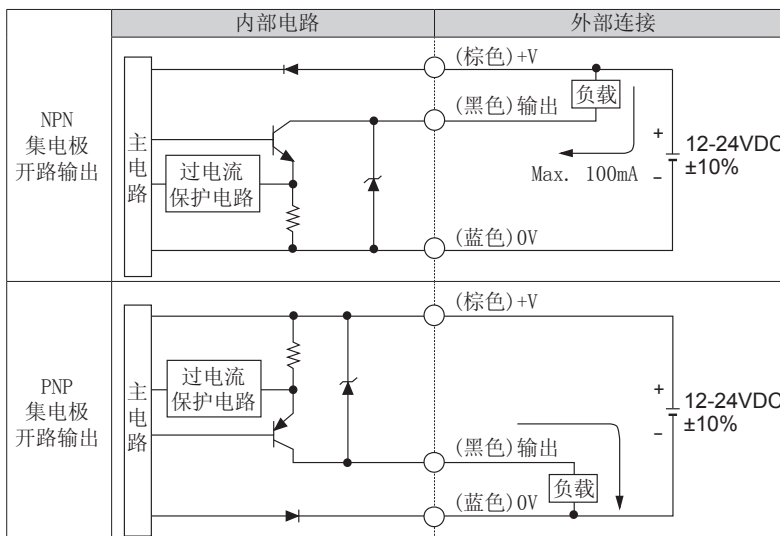 内部电路
外部连接
NPN
集电极
开路输出
主电路
过电流
保护电路
(棕色)+V
(黑色)输出
负载
Max. 100mA
(蓝色)0V
+
−
12-24VDC
±10%
PNP
集电极
开路输出
主电路
过电流
保护电路
(棕色)+V
+
−
12-24VDC
±10%
(黑色)输出
负载
(蓝色)0V